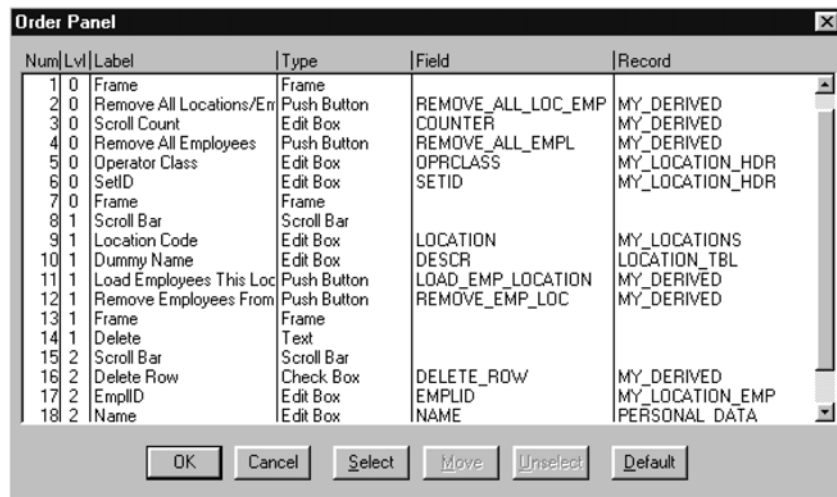 Order Panel
Num Lvl Label Type Field Record
1 0 Frame Frame
2 0 Remove All Locations/Em Push Button REMOVE_ALL_LOC_EMP MY_DERIVED
3 0 Scroll Count Edit Box COUNTER MY_DERIVED
4 0 Remove All Employees Push Button REMOVE_ALL_EMPL MY_DERIVED
5 0 Operator Class Edit Box OPRCLASS MY_LOCATION_HDR
6 0 SetID Edit Box SETID MY_LOCATION_HDR
7 0 Frame Frame
8 1 Scroll Bar Scroll Bar
9 1 Location Code Edit Box LOCATION MY_LOCATIONS
10 1 Dummy Name Edit Box DESCR LOCATION_TBL
11 1 Load Employees This Loc Push Button LOAD_EMP_LOCATION MY_DERIVED
12 1 Remove Employees From Push Button REMOVE_EMP_LOC MY_DERIVED
13 1 Frame Frame
14 1 Delete Text
15 2 Scroll Bar Scroll Bar
16 2 Delete Row Check Box DELETE_ROW MY_DERIVED
17 2 EmplID Edit Box EMPLID MY_LOCATION_EMP
18 2 Name Edit Box NAME PERSONAL_DATA
OK Cancel Select Move Unselect Default